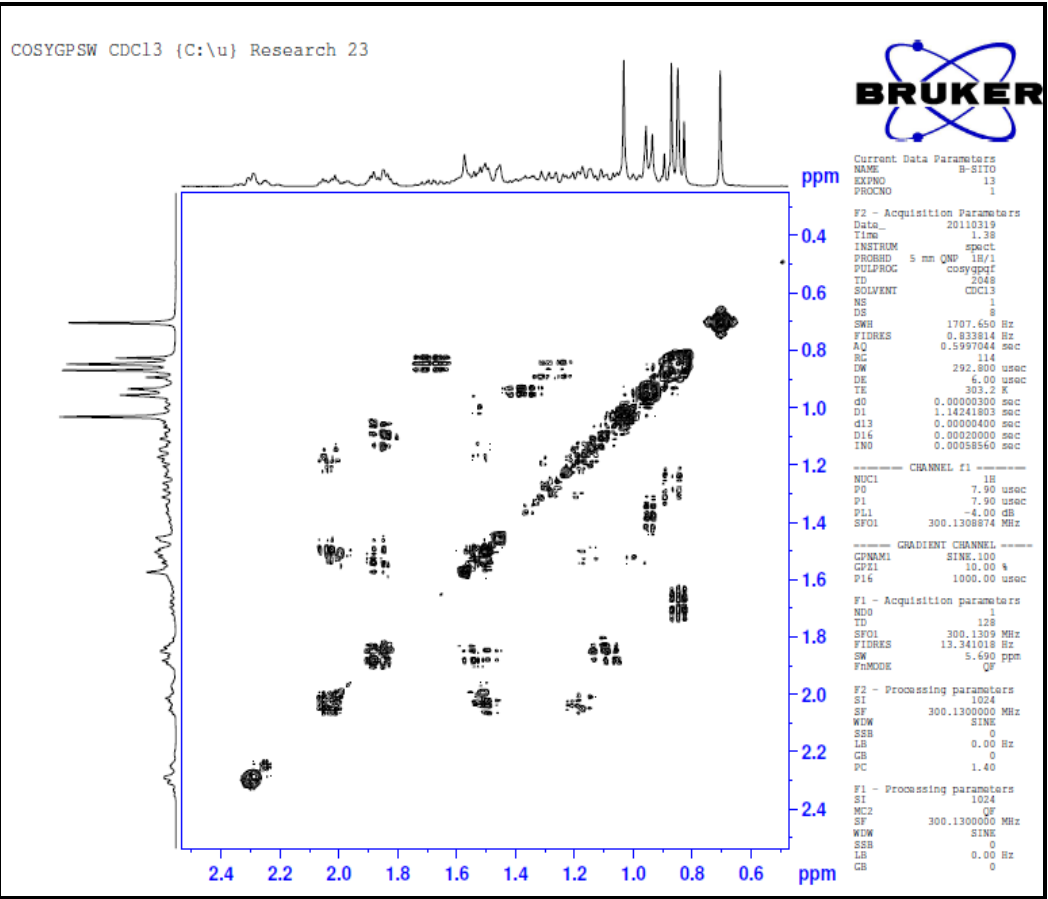 COSYGPSW CDCl3 {C:\u} Research 23
BRUKER
ppm
0.4
0.6
0.8
1.0
1.2
1.4
1.6
1.8
2.0
2.2
2.4
2.4 2.2 2.0 1.8 1.6 1.4 1.2 1.0 0.8 0.6 ppm
Current Data Parameters
NAME B-SITO
EXPNO 13
PROCNO 1
F2 - Acquisition Parameters
Date_ 20110319
Time 1.38
INSTRUM spect
PROBHD 5 mm QNP 1H/1
PULPROG cosygpqf
TD 2048
SOLVENT CDCl3
NS 1
DS 8
SWH 1707.650 Hz
FIDRES 0.833814 Hz
AQ 0.5997044 sec
RG 114
DW 292.800 usec
DE 6.00 usec
TE 303.2 K
d0 0.00000300 sec
D1 1.14241803 sec
d13 0.00000400 sec
D16 0.00020000 sec
IN0 0.00058560 sec
======== CHANNEL f1 ========
NUC1 1H
P0 7.90 usec
P1 7.90 usec
PL1 -4.00 dB
SFO1 300.1308874 MHz
====== GRADIENT CHANNEL =====
GPNAM1 SINE.100
GPZ1 10.00 %
P16 1000.00 usec
F1 - Acquisition parameters
ND0 1
TD 128
SFO1 300.1309 MHz
FIDRES 13.341018 Hz
SW 5.690 ppm
FnMODE QF
F2 - Processing parameters
SI 1024
SF 300.1300000 MHz
WDW SINE
SSB 0
LB 0.00 Hz
GB 0
PC 1.40
F1 - Processing parameters
SI 1024
MC2 QF
SF 300.1300000 MHz
WDW SINE
SSB 0
LB 0.00 Hz
GB 0